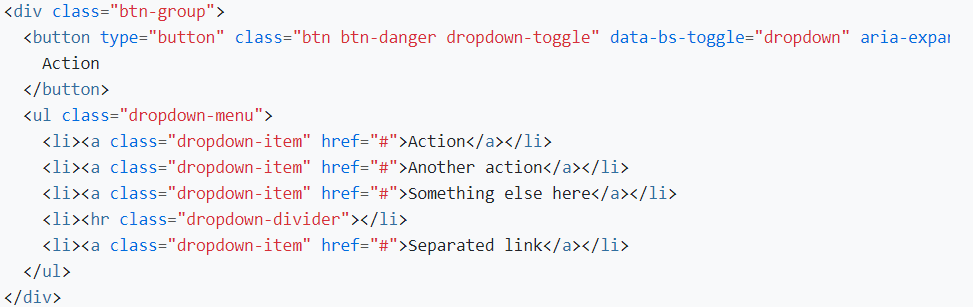 <div class="btn-group">
  <button type="button" class="btn btn-danger dropdown-toggle" data-bs-toggle="dropdown"
    Action
  </button>
  <ul class="dropdown-menu">
    <li><a class="dropdown-item" href="#">Action</a></li>
    <li><a class="dropdown-item" href="#">Another action</a></li>
    <li><a class="dropdown-item" href="#">Something else here</a></li>
    <li><hr class="dropdown-divider"></li>
    <li><a class="dropdown-item" href="#">Separated link</a></li>
  </ul>
</div>